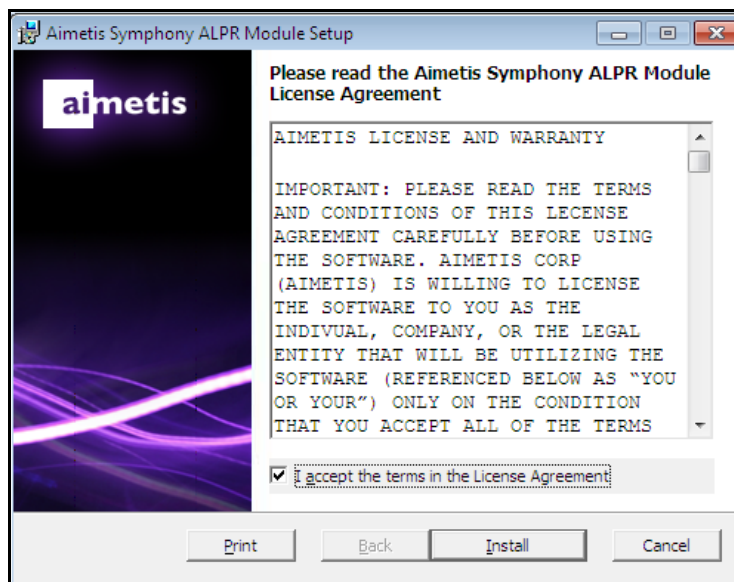 Aimetis Symphony ALPR Module Setup
aimetis
Please read the Aimetis Symphony ALPR Module
License Agreement
AIMETIS LICENSE AND WARRANTY
IMPORTANT: PLEASE READ THE TERMS
AND CONDITIONS OF THIS LECENSE
AGREEMENT CAREFULLY BEFORE USING
THE SOFTWARE. AIMETIS CORP
(AIMETIS) IS WILLING TO LICENSE
THE SOFTWARE TO YOU AS THE
INDIVUAL, COMPANY, OR THE LEGAL
ENTITY THAT WILL BE UTILIZING THE
SOFTWARE (REFERENCED BELOW AS “YOU
OR YOUR”) ONLY ON THE CONDITION
THAT YOU ACCEPT ALL OF THE TERMS
I accept the terms in the License Agreement
Print Back Install Cancel